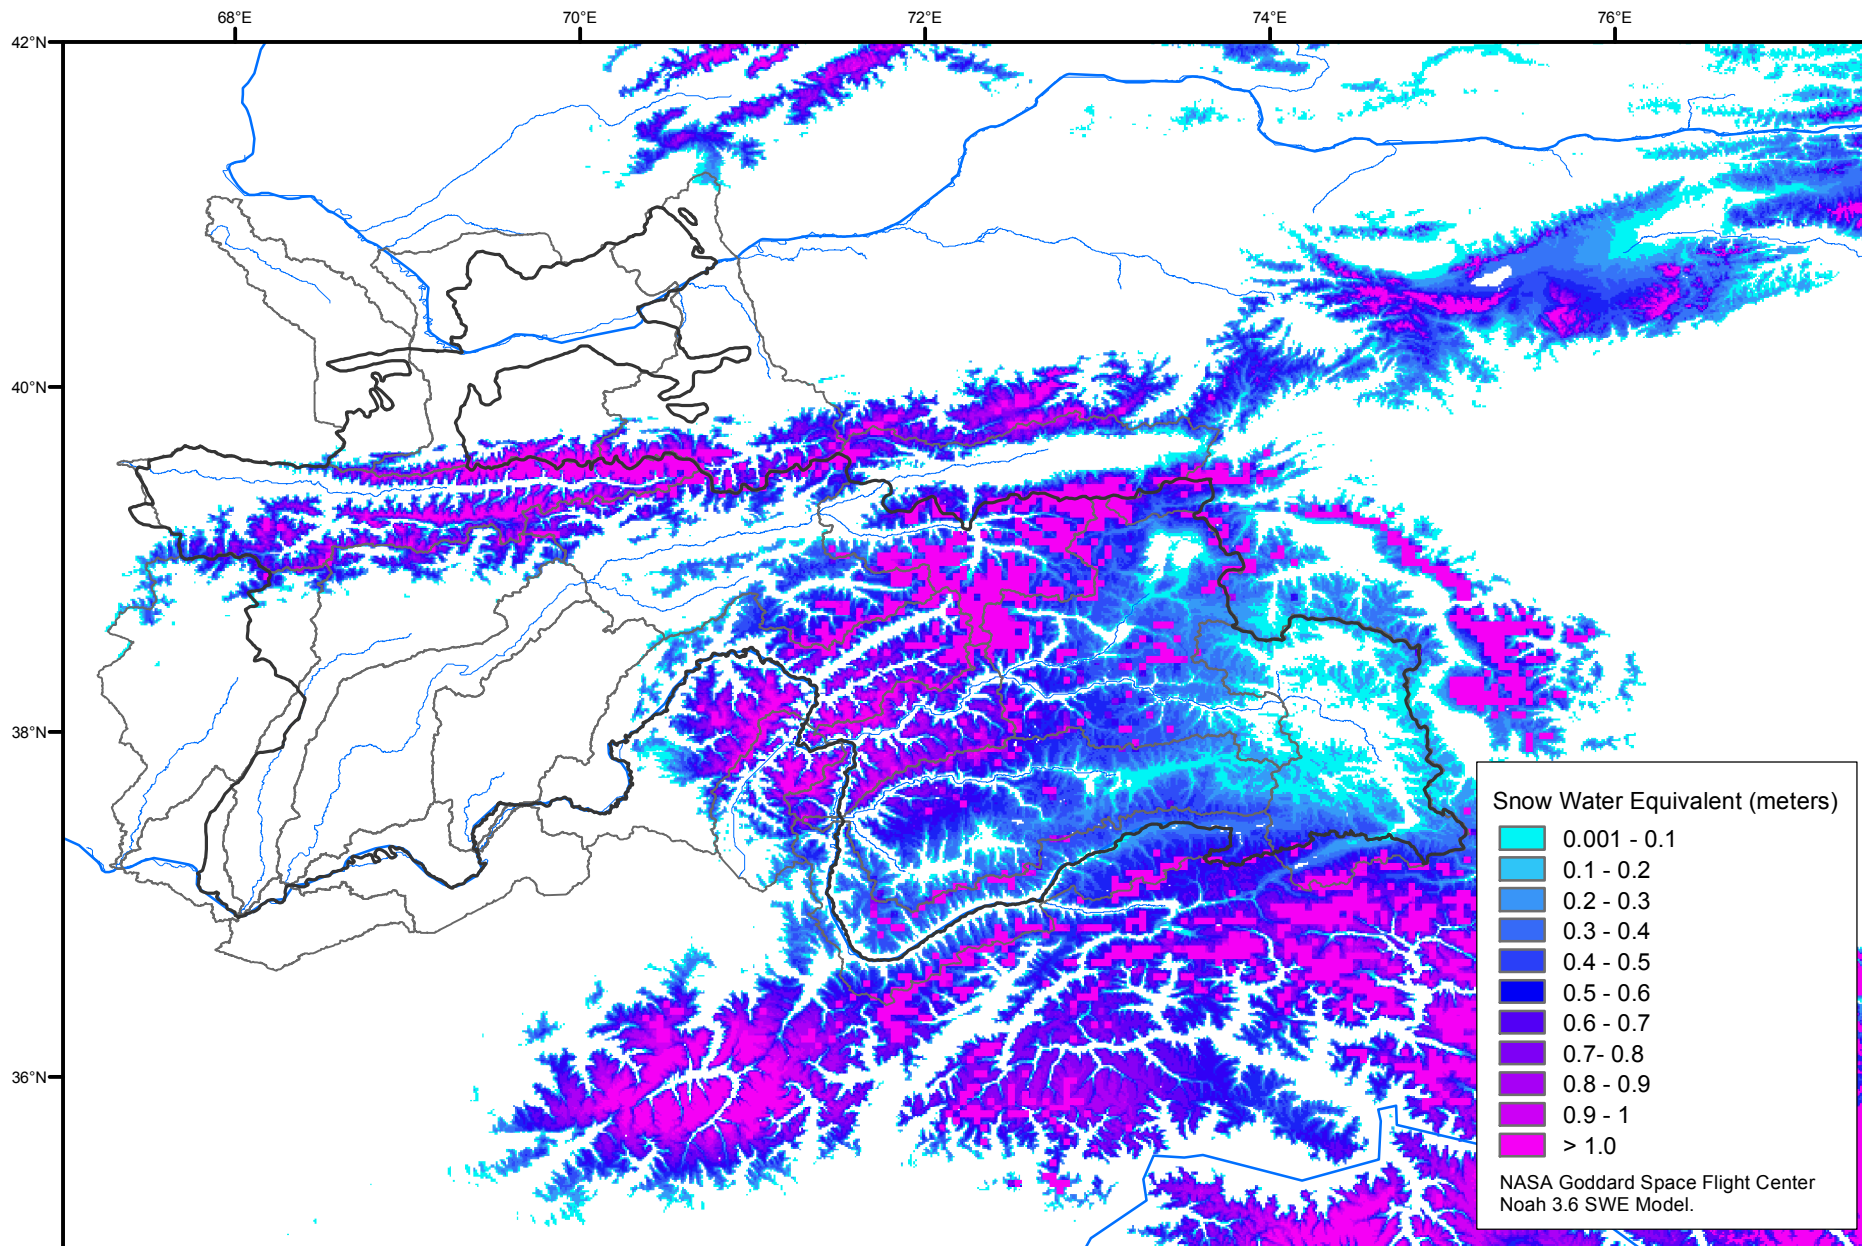 68°E
70°E
72°E
74°E
76°E
42°N
40°N
38°N
36°N
Snow Water Equivalent (meters)
0.001 - 0.1
0.1 - 0.2
0.2 - 0.3
0.3 - 0.4
0.4 - 0.5
0.5 - 0.6
0.6 - 0.7
0.7- 0.8
0.8 - 0.9
0.9 - 1
> 1.0
NASA Goddard Space Flight Center
Noah 3.6 SWE Model.